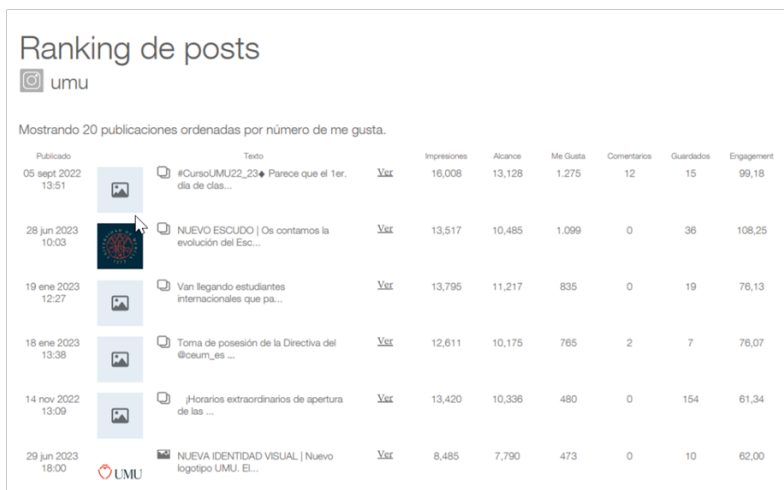 Ranking de posts
umu
Mostrando 20 publicaciones ordenadas por número de me gusta.
Publicado Texto Impresiones Alcance Me Gusta Comentarios Guardados Engagement
05 sept 2022 13:51 #CursoUMU22_23◆ Parece que el 1er. día de clas... Ver 16,008 13,128 1.275 12 15 99,18
28 jun 2023 10:03 NUEVO ESCUDO | Os contamos la evolución del Esc... Ver 13,517 10,485 1.099 0 36 108,25
19 ene 2023 12:27 Van llegando estudiantes internacionales que pa... Ver 13,795 11,217 835 0 19 76,13
18 ene 2023 13:38 Toma de posesión de la Directiva del @ceum_es ... Ver 12,611 10,175 765 2 7 76,07
14 nov 2022 13:09 ¡Horarios extraordinarios de apertura de las ... Ver 13,420 10,336 480 0 154 61,34
29 jun 2023 18:00 UMU NUEVA IDENTIDAD VISUAL | Nuevo logotipo UMU. El... Ver 8,485 7,790 473 0 10 62,00